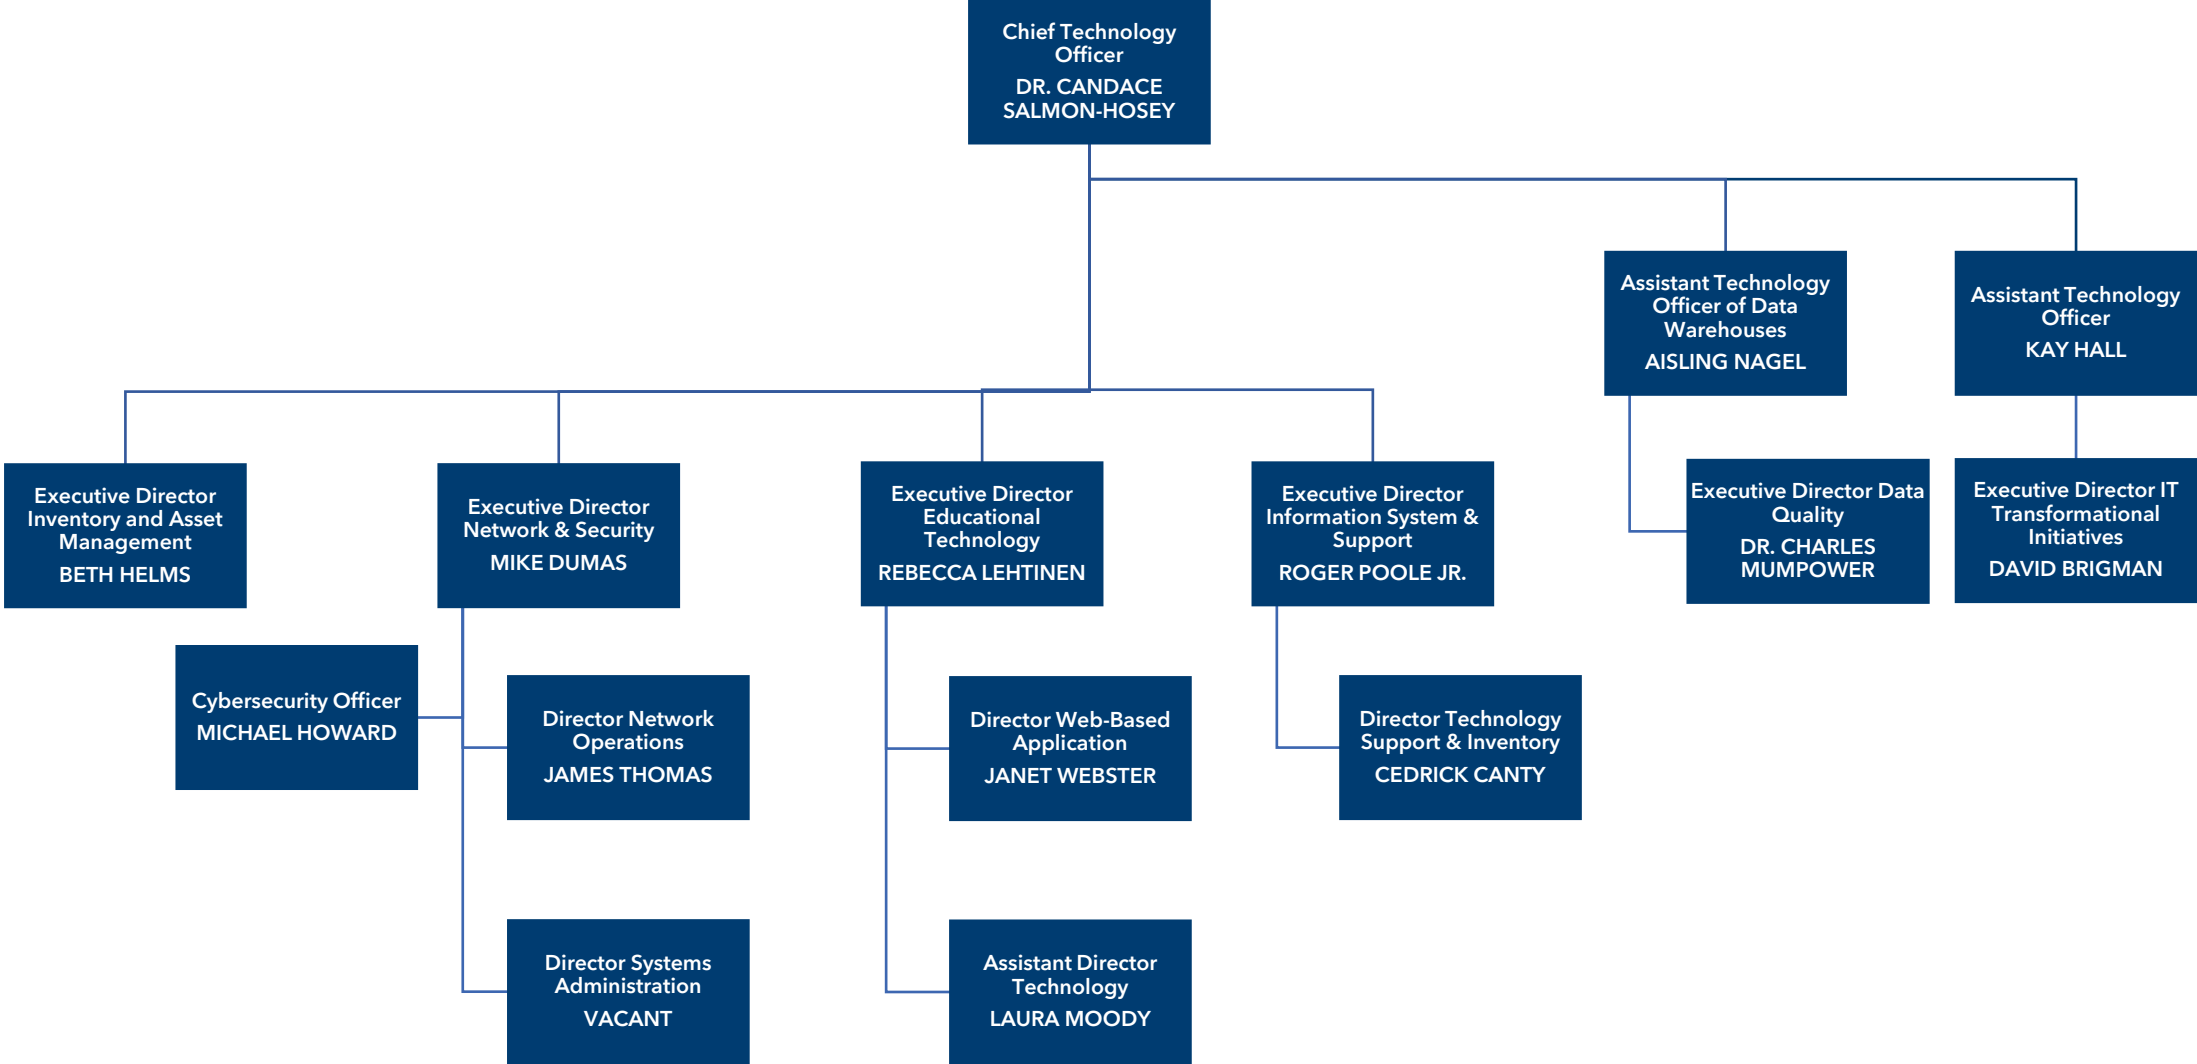 Chief Technology
Officer
DR. CANDACE
SALMON-HOSEY
Assistant Technology
Officer of Data
Warehouses
AISLING NAGEL
Assistant Technology
Officer
KAY HALL
Executive Director
Inventory and Asset
Management
BETH HELMS
Executive Director
Network & Security
MIKE DUMAS
Executive Director
Educational
Technology
REBECCA LEHTINEN
Executive Director
Information System &
Support
ROGER POOLE JR.
Executive Director Data
Quality
DR. CHARLES
MUMPOWER
Executive Director IT
Transformational
Initiatives
DAVID BRIGMAN
Cybersecurity Officer
MICHAEL HOWARD
Director Network
Operations
JAMES THOMAS
Director Web-Based
Application
JANET WEBSTER
Director Technology
Support & Inventory
CEDRICK CANTY
Director Systems
Administration
VACANT
Assistant Director
Technology
LAURA MOODY